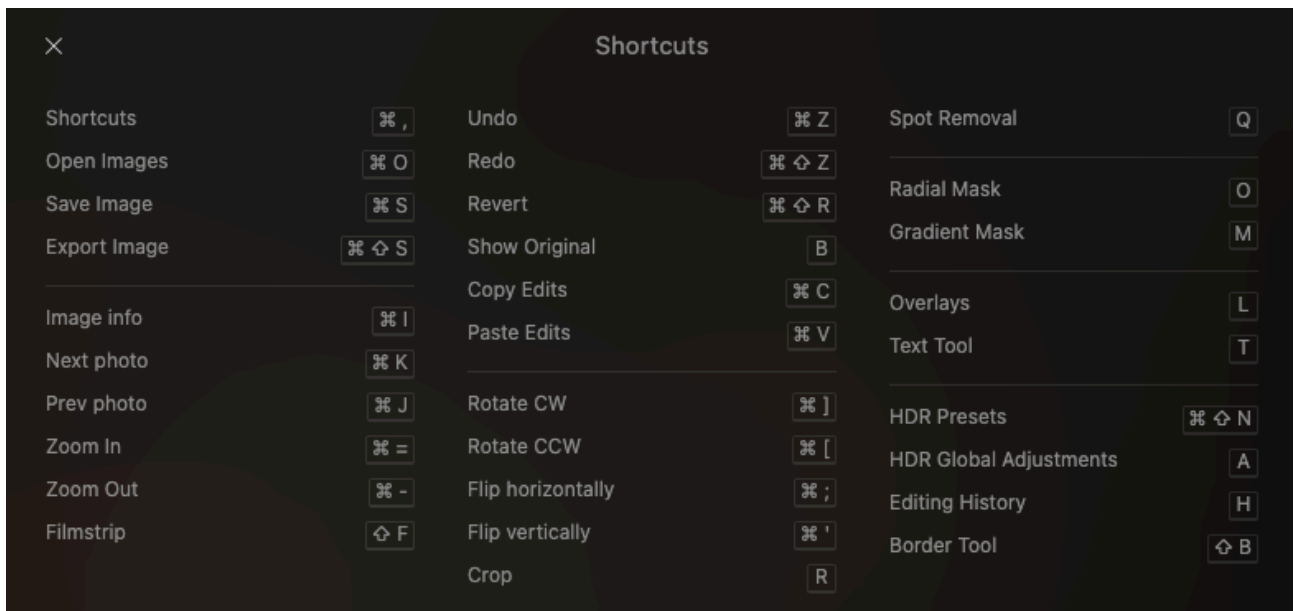 Shortcuts
Shortcuts ⌘ ,
Open Images ⌘ O
Save Image ⌘ S
Export Image ⌘ ⇧ S
Image info ⌘ I
Next photo ⌘ K
Prev photo ⌘ J
Zoom In ⌘ =
Zoom Out ⌘ -
Filmstrip ⇧ F
Undo ⌘ Z
Redo ⌘ ⇧ Z
Revert ⌘ ⇧ R
Show Original B
Copy Edits ⌘ C
Paste Edits ⌘ V
Rotate CW ⌘ ]
Rotate CCW ⌘ [
Flip horizontally ⌘ ;
Flip vertically ⌘ '
Crop R
Spot Removal Q
Radial Mask O
Gradient Mask M
Overlays L
Text Tool T
HDR Presets ⌘ ⇧ N
HDR Global Adjustments A
Editing History H
Border Tool ⇧ B